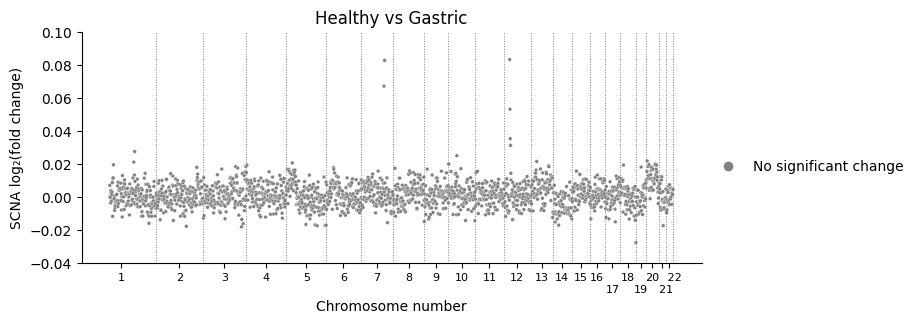 Healthy vs Gastric
SCNA log₂(fold change)
0.10
0.08
0.06
0.04
0.02
0.00
−0.02
−0.04
1 2 3 4 5 6 7 8 9 10 11 12 13 14 15 16 18 20 22
17 19 21
Chromosome number
No significant change